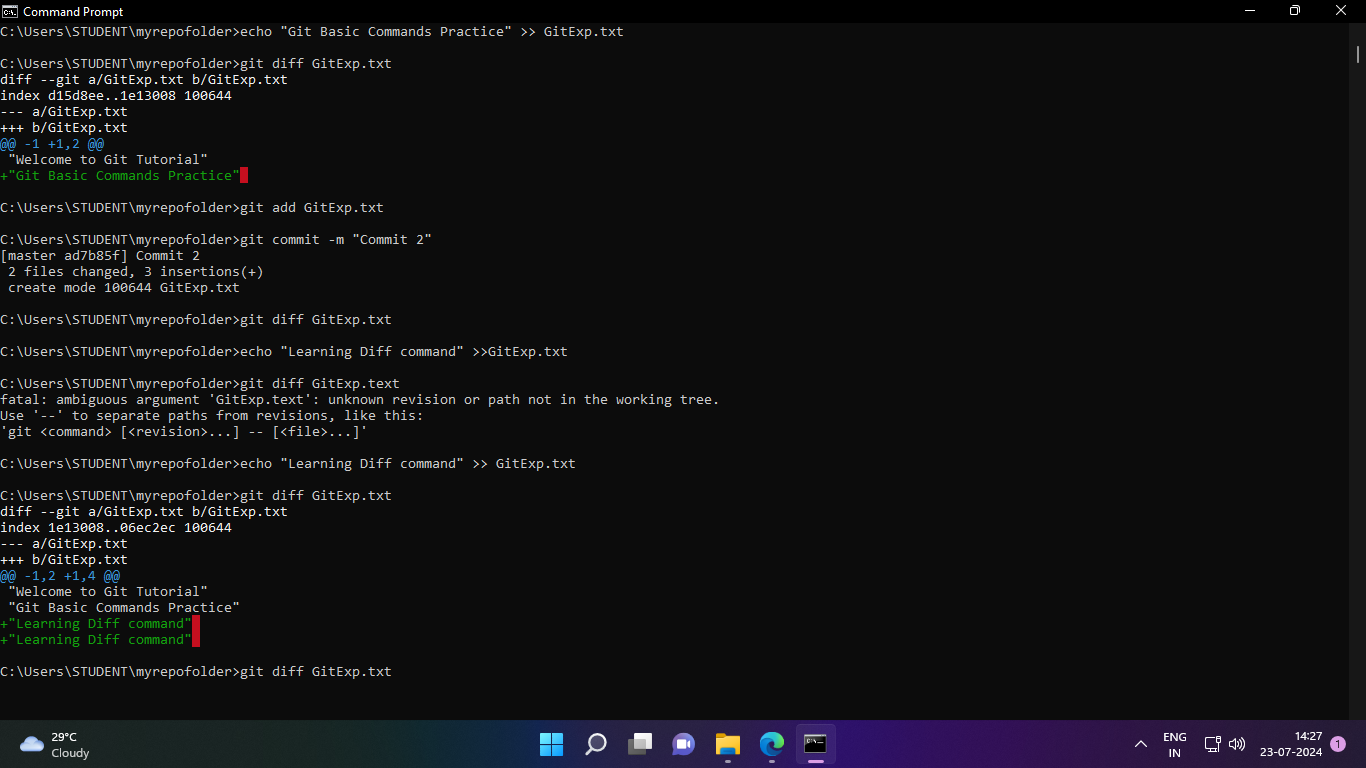 Command Prompt
C:\Users\STUDENT\myrepofolder>echo "Git Basic Commands Practice" >> GitExp.txt
C:\Users\STUDENT\myrepofolder>git diff GitExp.txt
diff --git a/GitExp.txt b/GitExp.txt
index d15d8ee..1e13008 100644
--- a/GitExp.txt
+++ b/GitExp.txt
@@ -1 +1,2 @@
 "Welcome to Git Tutorial"
+"Git Basic Commands Practice"
C:\Users\STUDENT\myrepofolder>git add GitExp.txt
C:\Users\STUDENT\myrepofolder>git commit -m "Commit 2"
[master ad7b85f] Commit 2
 2 files changed, 3 insertions(+)
 create mode 100644 GitExp.txt
C:\Users\STUDENT\myrepofolder>git diff GitExp.txt
C:\Users\STUDENT\myrepofolder>echo "Learning Diff command" >>GitExp.txt
C:\Users\STUDENT\myrepofolder>git diff GitExp.text
fatal: ambiguous argument 'GitExp.text': unknown revision or path not in the working tree.
Use '--' to separate paths from revisions, like this:
'git <command> [<revision>...] -- [<file>...]'
C:\Users\STUDENT\myrepofolder>echo "Learning Diff command" >> GitExp.txt
C:\Users\STUDENT\myrepofolder>git diff GitExp.txt
diff --git a/GitExp.txt b/GitExp.txt
index 1e13008..06ec2ec 100644
--- a/GitExp.txt
+++ b/GitExp.txt
@@ -1,2 +1,4 @@
 "Welcome to Git Tutorial"
 "Git Basic Commands Practice"
+"Learning Diff command"
+"Learning Diff command"
C:\Users\STUDENT\myrepofolder>git diff GitExp.txt
29°C
Cloudy
ENG
IN
14:27
23-07-2024
1